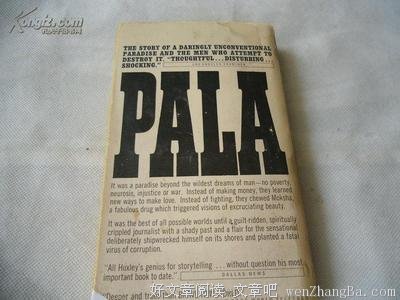 Kongfz.com
THE STORY OF A DARINGLY UNCONVENTIONAL
PARADISE AND THE MEN WHO ATTEMPT TO
DESTROY IT. "THOUGHTFUL...DISTURBING...
SHOCKING." LOS ANGELES EXAMINER
PALA
It was a paradise beyond the wildest dreams of man—no poverty,
neurosis, injustice or war. Instead of making money, they learned
new ways to make love. Instead of fighting, they chewed Moksha,
a fabulous drug which triggered visions of excruciating beauty.
It was the best of all possible worlds until a guilt-ridden, spiritually
crippled journalist with a shady past and a flair for the sensational
deliberately shipwrecked himself on its shores and planted a fatal
virus of corruption.
"All Huxley's genius for storytelling ...without question his most
important book to date." DALLAS NEWS
好文章阅读-文章吧 wenZhangBa.com